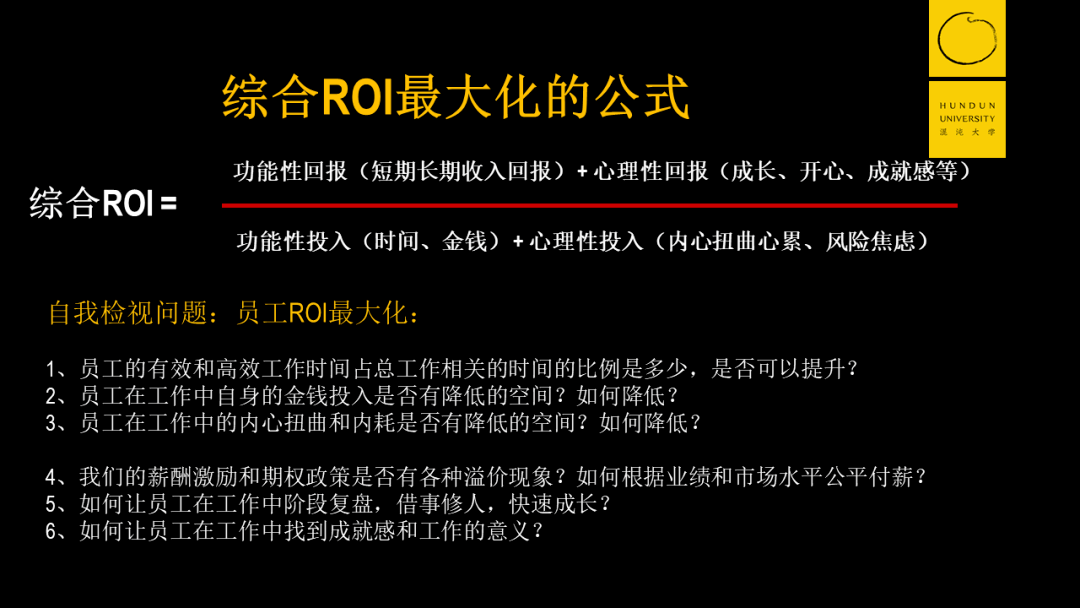 HUNDUN
UNIVERSITY
混沌大学
综合ROI最大化的公式
功能性回报（短期长期收入回报）+ 心理性回报（成长、开心、成就感等）
综合ROI =
功能性投入（时间、金钱）+ 心理性投入（内心扭曲心累、风险焦虑）
自我检视问题：员工ROI最大化：
1、员工的有效和高效工作时间占总工作相关的时间的比例是多少，是否可以提升？
2、员工在工作中自身的金钱投入是否有降低的空间？如何降低？
3、员工在工作中的内心扭曲和内耗是否有降低的空间？如何降低？
4、我们的薪酬激励和期权政策是否有各种溢价现象？如何根据业绩和市场水平公平付薪？
5、如何让员工在工作中阶段复盘，借事修人，快速成长？
6、如何让员工在工作中找到成就感和工作的意义？